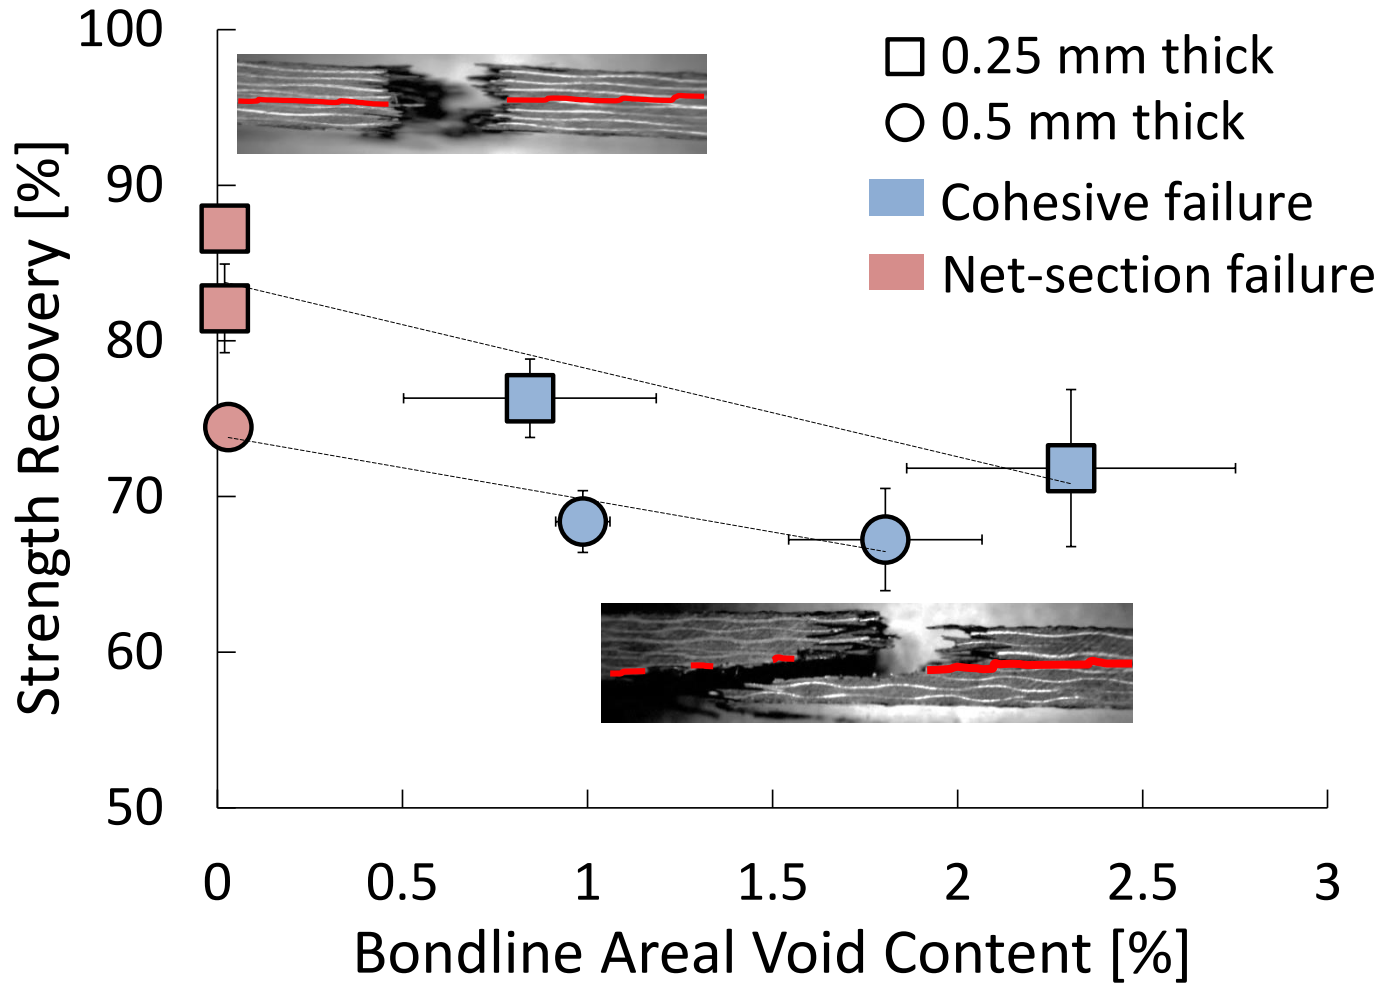 100
90
80
70
60
50
0
0.5
1
1.5
2
2.5
3
Strength Recovery [%]
Bondline Areal Void Content [%]
0.25 mm thick
0.5 mm thick
Cohesive failure
Net-section failure